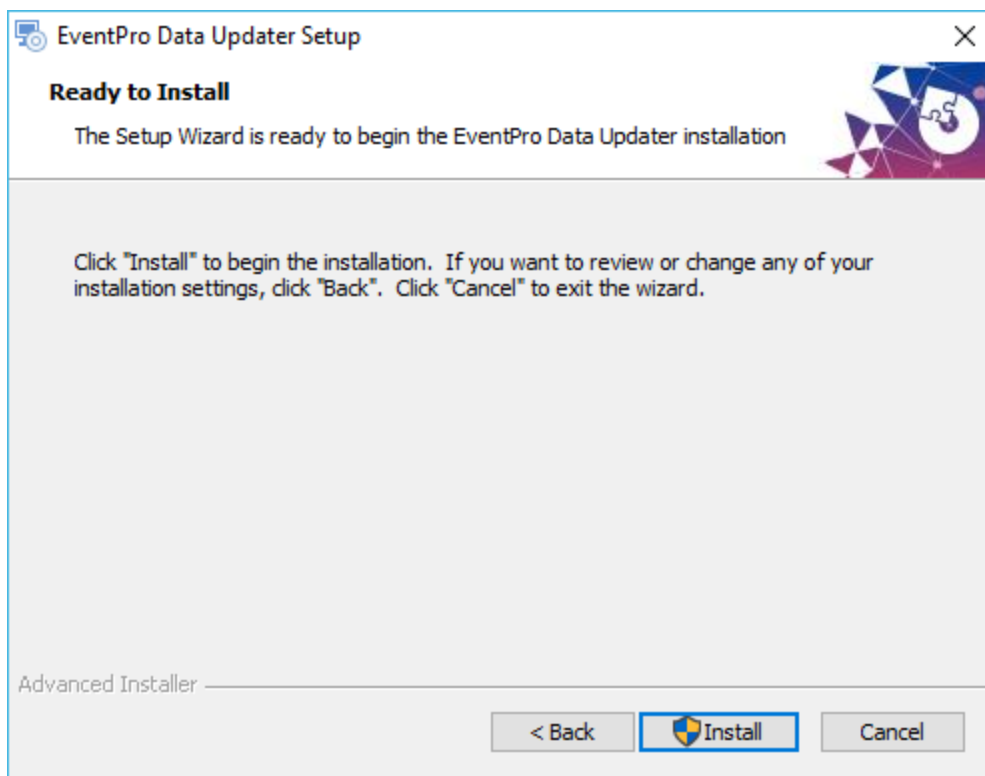 EventPro Data Updater Setup
Ready to Install
The Setup Wizard is ready to begin the EventPro Data Updater installation
Click "Install" to begin the installation.  If you want to review or change any of your
installation settings, click "Back".  Click "Cancel" to exit the wizard.
Advanced Installer
< Back
Install
Cancel